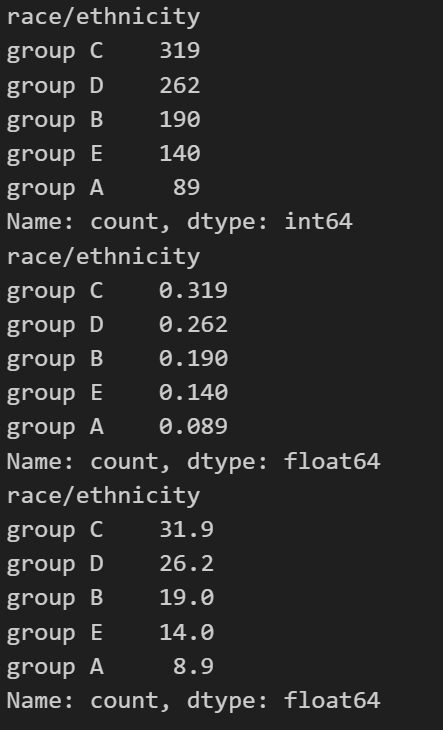 race/ethnicity
group C    319
group D    262
group B    190
group E    140
group A     89
Name: count, dtype: int64
race/ethnicity
group C    0.319
group D    0.262
group B    0.190
group E    0.140
group A    0.089
Name: count, dtype: float64
race/ethnicity
group C    31.9
group D    26.2
group B    19.0
group E    14.0
group A     8.9
Name: count, dtype: float64